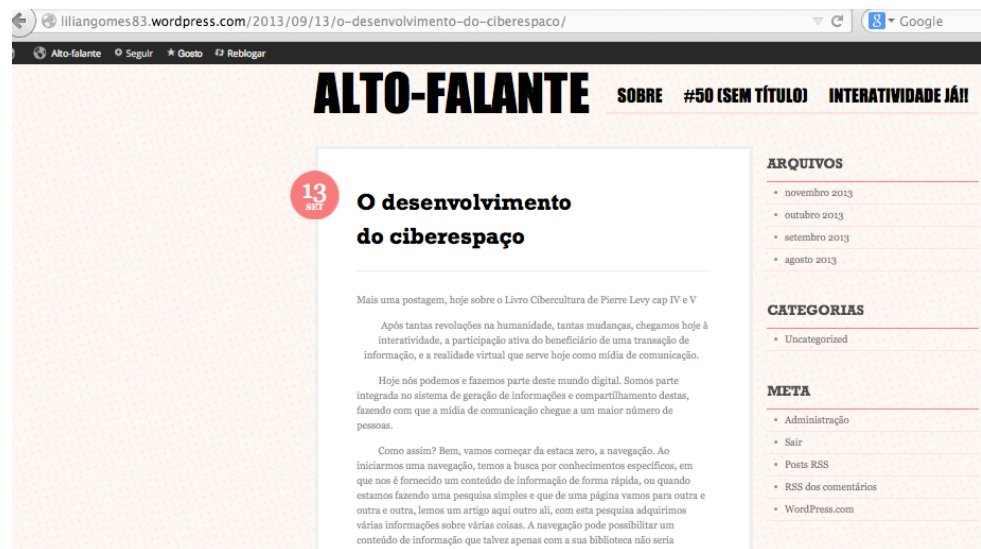 liliangomes83.wordpress.com/2013/09/13/o-desenvolvimento-do-ciberespaco/
8 Google
Alto-falante Seguir Gosto Reblogar
ALTO-FALANTE
SOBRE #50 (SEM TÍTULO) INTERATIVIDADE JÁ!!
13
SET
O desenvolvimento
do ciberespaço
Mais uma postagem, hoje sobre o Livro Cibercultura de Pierre Levy cap IV e V
Após tantas revoluções na humanidade, tantas mudanças, chegamos hoje à
interatividade, a participação ativa do beneficiário de uma transação de
informação, e a realidade virtual que serve hoje como mídia de comunicação.
Hoje nós podemos e fazemos parte deste mundo digital. Somos parte
integrada no sistema de geração de informações e compartilhamento destas,
fazendo com que a mídia de comunicação chegue a um maior número de
pessoas.
Como assim? Bem, vamos começar da estaca zero, a navegação. Ao
iniciarmos uma navegação, temos a busca por conhecimentos específicos, em
que nos é fornecido um conteúdo de informação de forma rápida, ou quando
estamos fazendo uma pesquisa simples e que de uma página vamos para outra e
outra e outra, lemos um artigo aqui outro ali, com esta pesquisa adquirimos
várias informações sobre várias coisas. A navegação pode possibilitar um
conteúdo de informação que talvez apenas com a sua biblioteca não seria
ARQUIVOS
novembro 2013
outubro 2013
setembro 2013
agosto 2013
CATEGORIAS
Uncategorized
META
Administração
Sair
Posts RSS
RSS dos comentários
WordPress.com